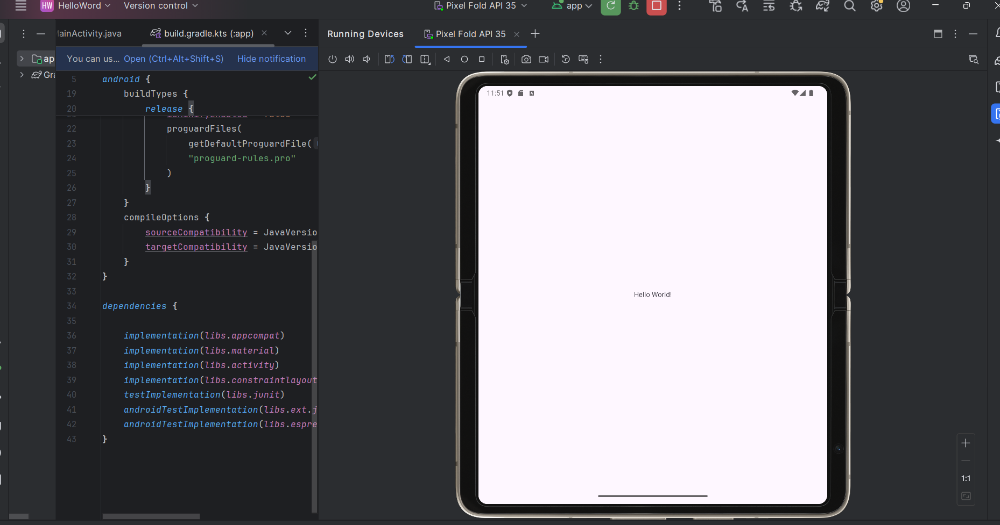 HW HelloWord Version control Pixel Fold API 35 app
ainActivity.java build.gradle.kts (:app) Running Devices Pixel Fold API 35
You can us... Open (Ctrl+Alt+Shift+S) Hide notification
ap
Gra
5 android {
19 buildTypes {
20 release {
22 proguardFiles(
23 getDefaultProguardFile(
24 "proguard-rules.pro"
25 )
26 }
27 }
28 compileOptions {
29 sourceCompatibility = JavaVersio
30 targetCompatibility = JavaVersio
31 }
32 }
33
34 dependencies {
35
36 implementation(libs.appcompat)
37 implementation(libs.material)
38 implementation(libs.activity)
39 implementation(libs.constraintlayout
40 testImplementation(libs.junit)
41 androidTestImplementation(libs.ext.j
42 androidTestImplementation(libs.espre
43 }
11:51
Hello World!
1:1